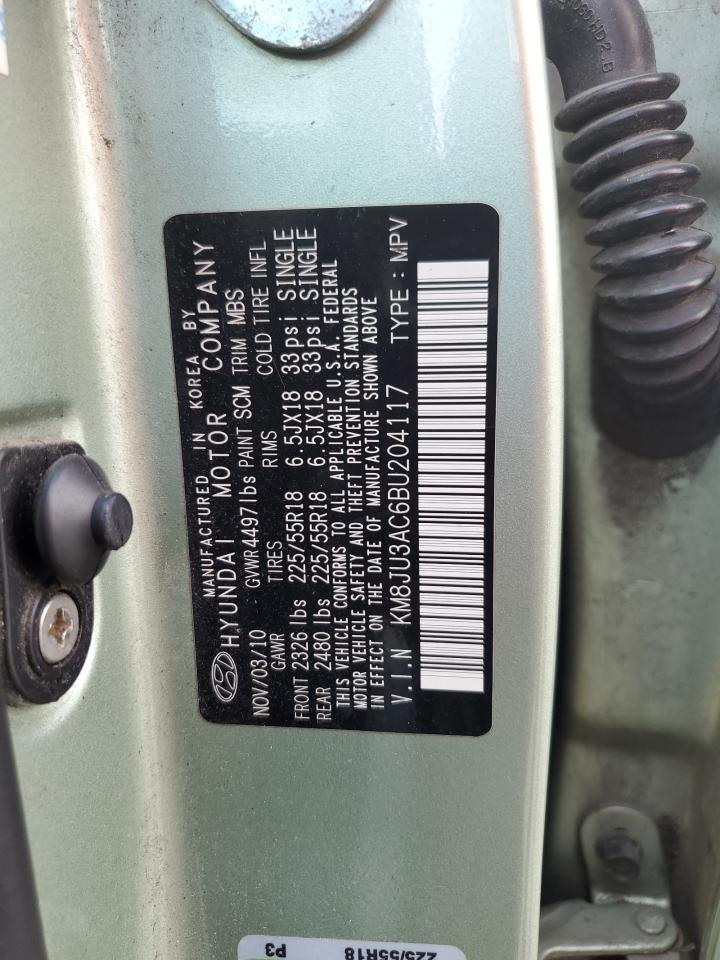 MANUFACTURED IN KOREA BY
HYUNDAI MOTOR COMPANY
NOV/03/10 GVWR 4497lbs PAINT SCM TRIM MBS
GAWR TIRES RIMS COLD TIRE INFL
FRONT 2326 lbs 225/55R18 6.5JX18 33psi SINGLE
REAR 2480 lbs 225/55R18 6.5JX18 33psi SINGLE
THIS VEHICLE CONFORMS TO ALL APPLICABLE U.S.A. FEDERAL
MOTOR VEHICLE SAFETY AND THEFT PREVENTION STANDARDS
IN EFFECT ON THE DATE OF MANUFACTURE SHOWN ABOVE
V.I.N KM8JU3AC6BU204117 TYPE : MPV
225/55R18
P3